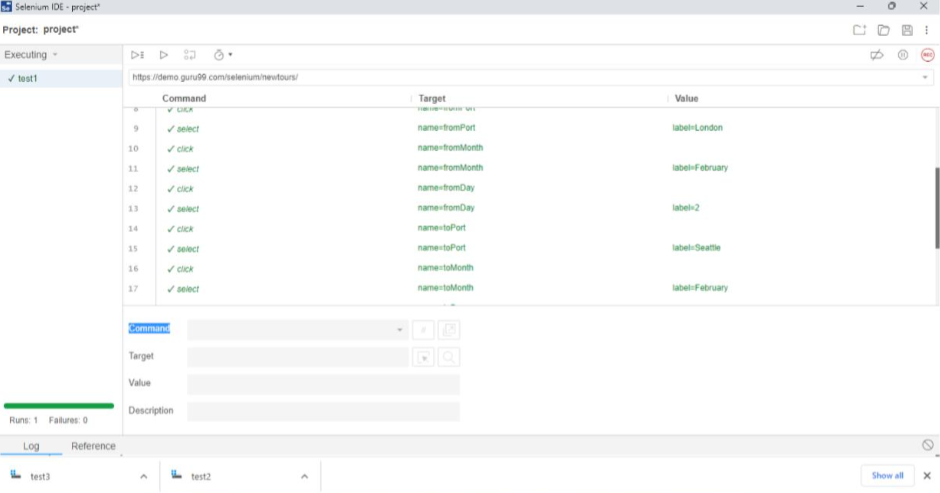 Selenium IDE - project*
Project: project*
Executing
✓ test1
https://demo.guru99.com/selenium/newtours/
Command Target Value
8 ✓ click name=fromPort
9 ✓ select name=fromPort label=London
10 ✓ click name=fromMonth
11 ✓ select name=fromMonth label=February
12 ✓ click name=fromDay
13 ✓ select name=fromDay label=2
14 ✓ click name=toPort
15 ✓ select name=toPort label=Seattle
16 ✓ click name=toMonth
17 ✓ select name=toMonth label=February
Command
//
Target
Value
Description
Runs: 1 Failures: 0
Log Reference
test3 test2 Show all
REC